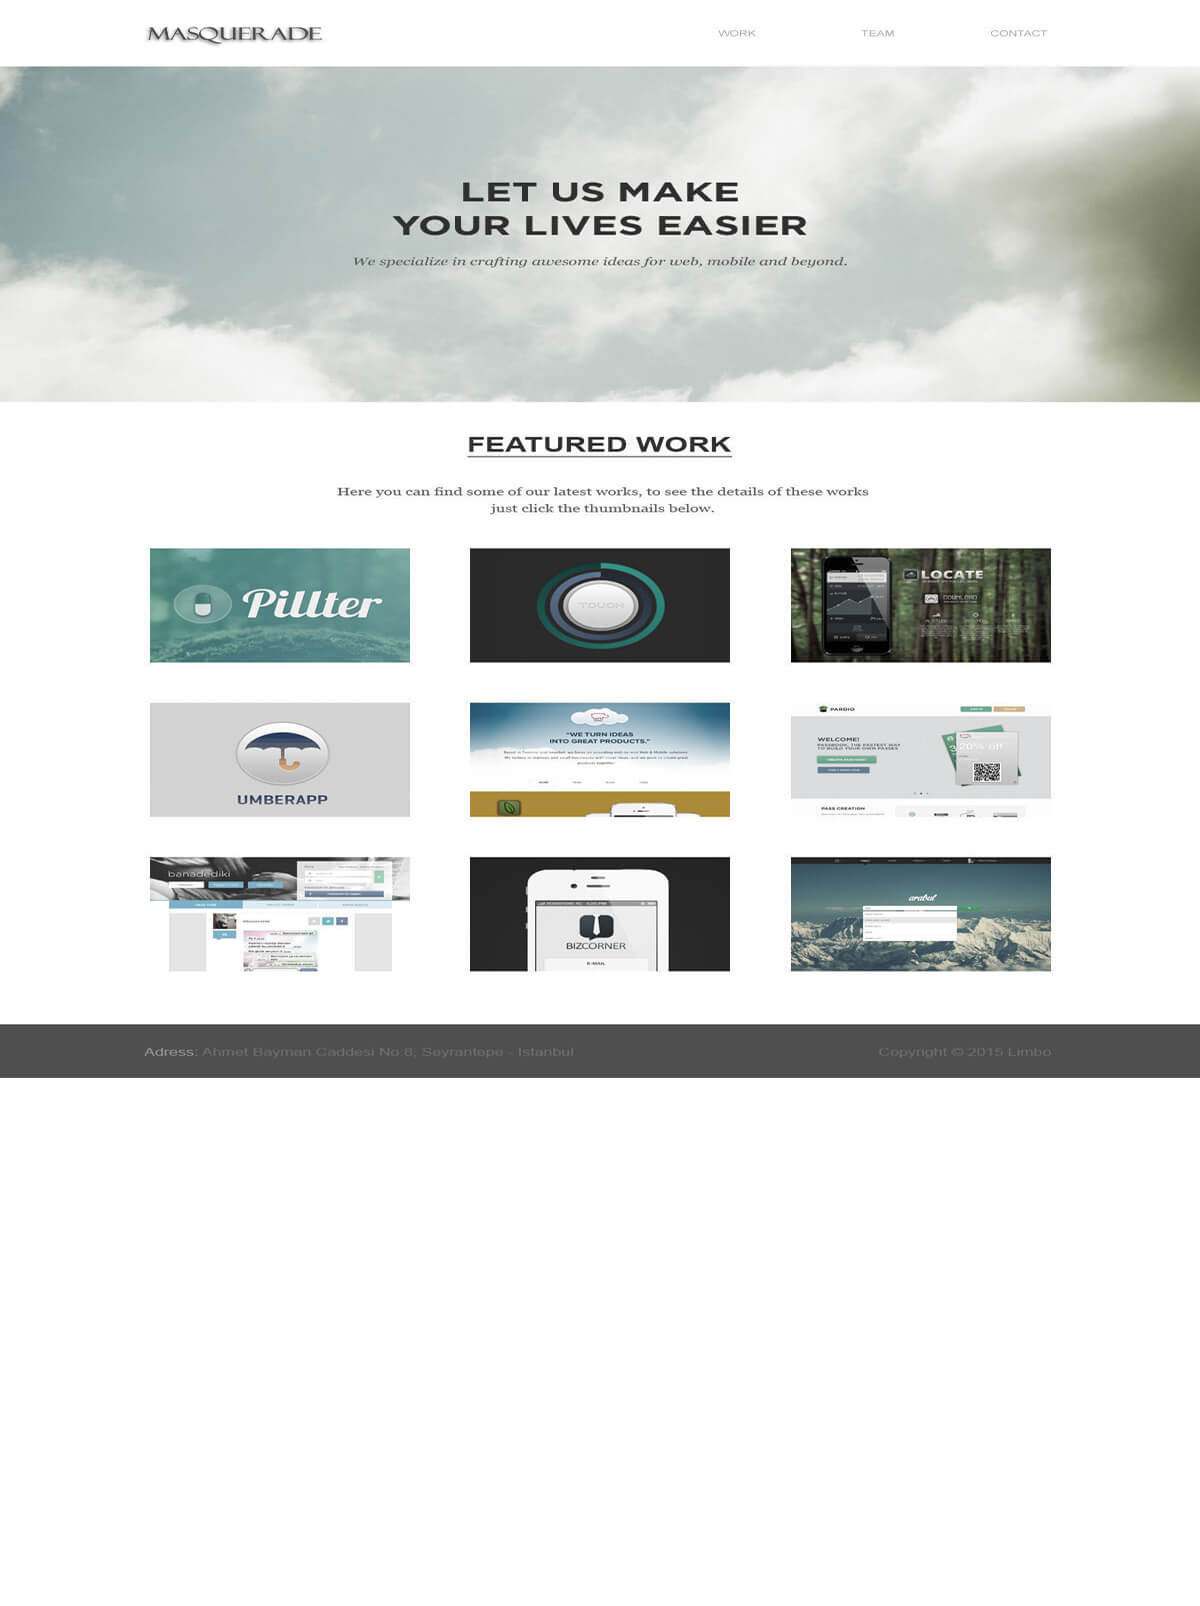 MASQUERADE
WORK
TEAM
CONTACT
LET US MAKE
YOUR LIVES EASIER
We specialize in crafting awesome ideas for web, mobile and beyond.
FEATURED WORK
Here you can find some of our latest works, to see the details of these works
just click the thumbnails below.
Pillter
TOUCH
LOCATE
DOWNLOAD
UMBERAPP
“WE TURN IDEAS
INTO GREAT PRODUCTS.”
PARDIO
WELCOME!
PASSBOOK, THE FASTEST WAY
TO BUILD YOUR OWN PASSES
20% off
PASS CREATION
banadediki
BIZCORNER
E-MAIL
arabul
Adress: Ahmet Bayman Caddesi No:8, Seyrantepe - Istanbul
Copyright © 2015 Limbo